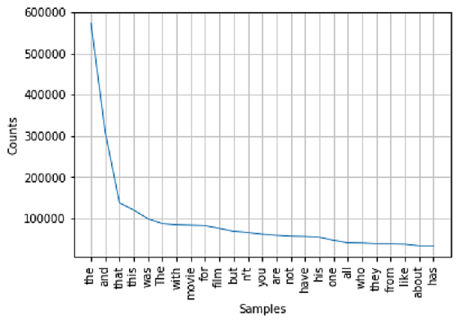 600000
500000
400000
300000
200000
100000
Counts
the
and
that
this
was
The
with
movie
for
film
but
n't
you
are
not
have
his
one
all
who
they
from
like
about
has
Samples